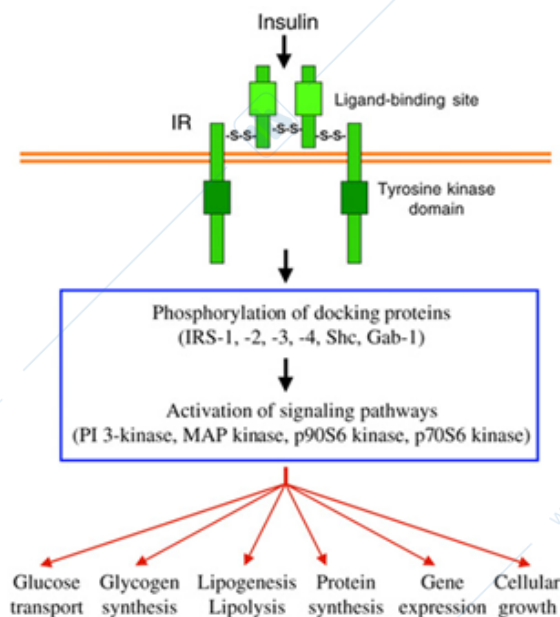 Insulin
Ligand-binding site
IR
-S-S-
-S-S-
-S-S-
Tyrosine kinase
domain
Phosphorylation of docking proteins
(IRS-1, -2, -3, -4, Shc, Gab-1)
Activation of signaling pathways
(PI 3-kinase, MAP kinase, p90S6 kinase, p70S6 kinase)
Glucose
transport
Glycogen
synthesis
Lipogenesis
Lipolysis
Protein
synthesis
Gene
expression
Cellular
growth